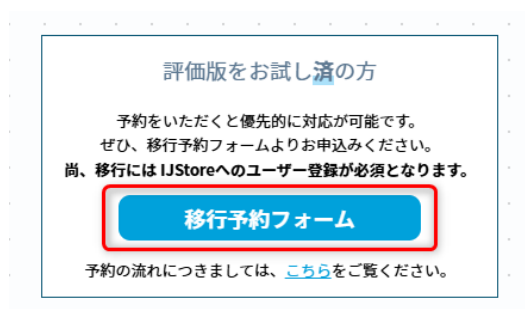 評価版をお試し済の方
予約をいただくと優先的に対応が可能です。
ぜひ、移行予約フォームよりお申込みください。
尚、移行には IJStoreへのユーザー登録が必須となります。
移行予約フォーム
予約の流れにつきましては、こちらをご覧ください。